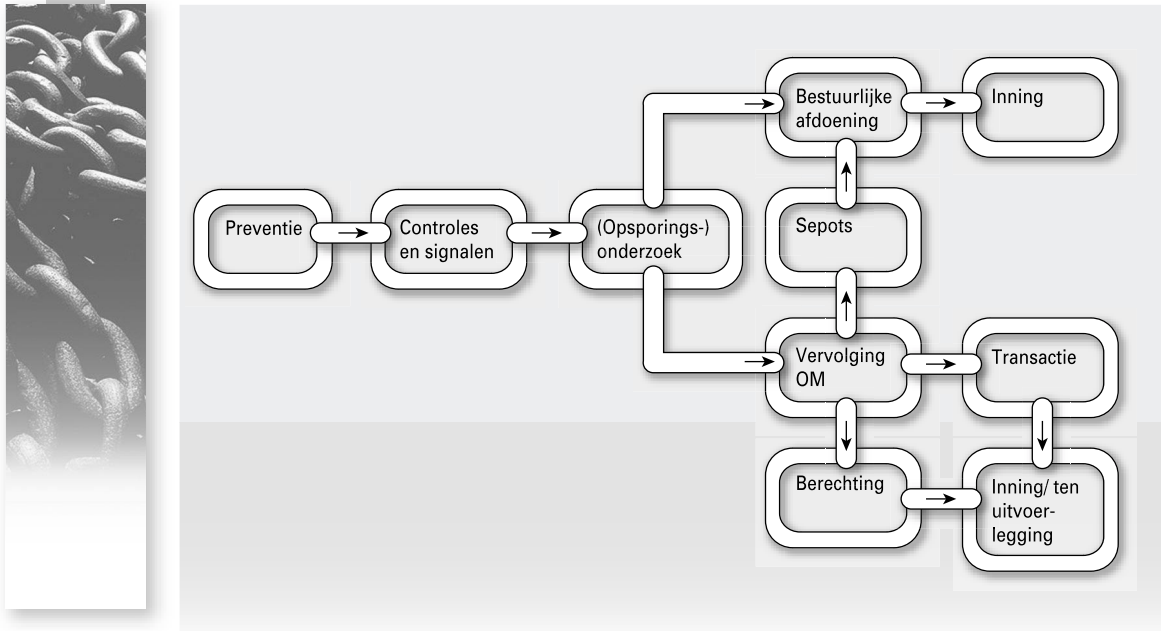 Preventie
Controles
en signalen
(Opsporings-)
onderzoek
Bestuurlijke
afdoening
Inning
Sepots
Vervolging
OM
Transactie
Berechting
Inning/ ten
uitvoer-
legging